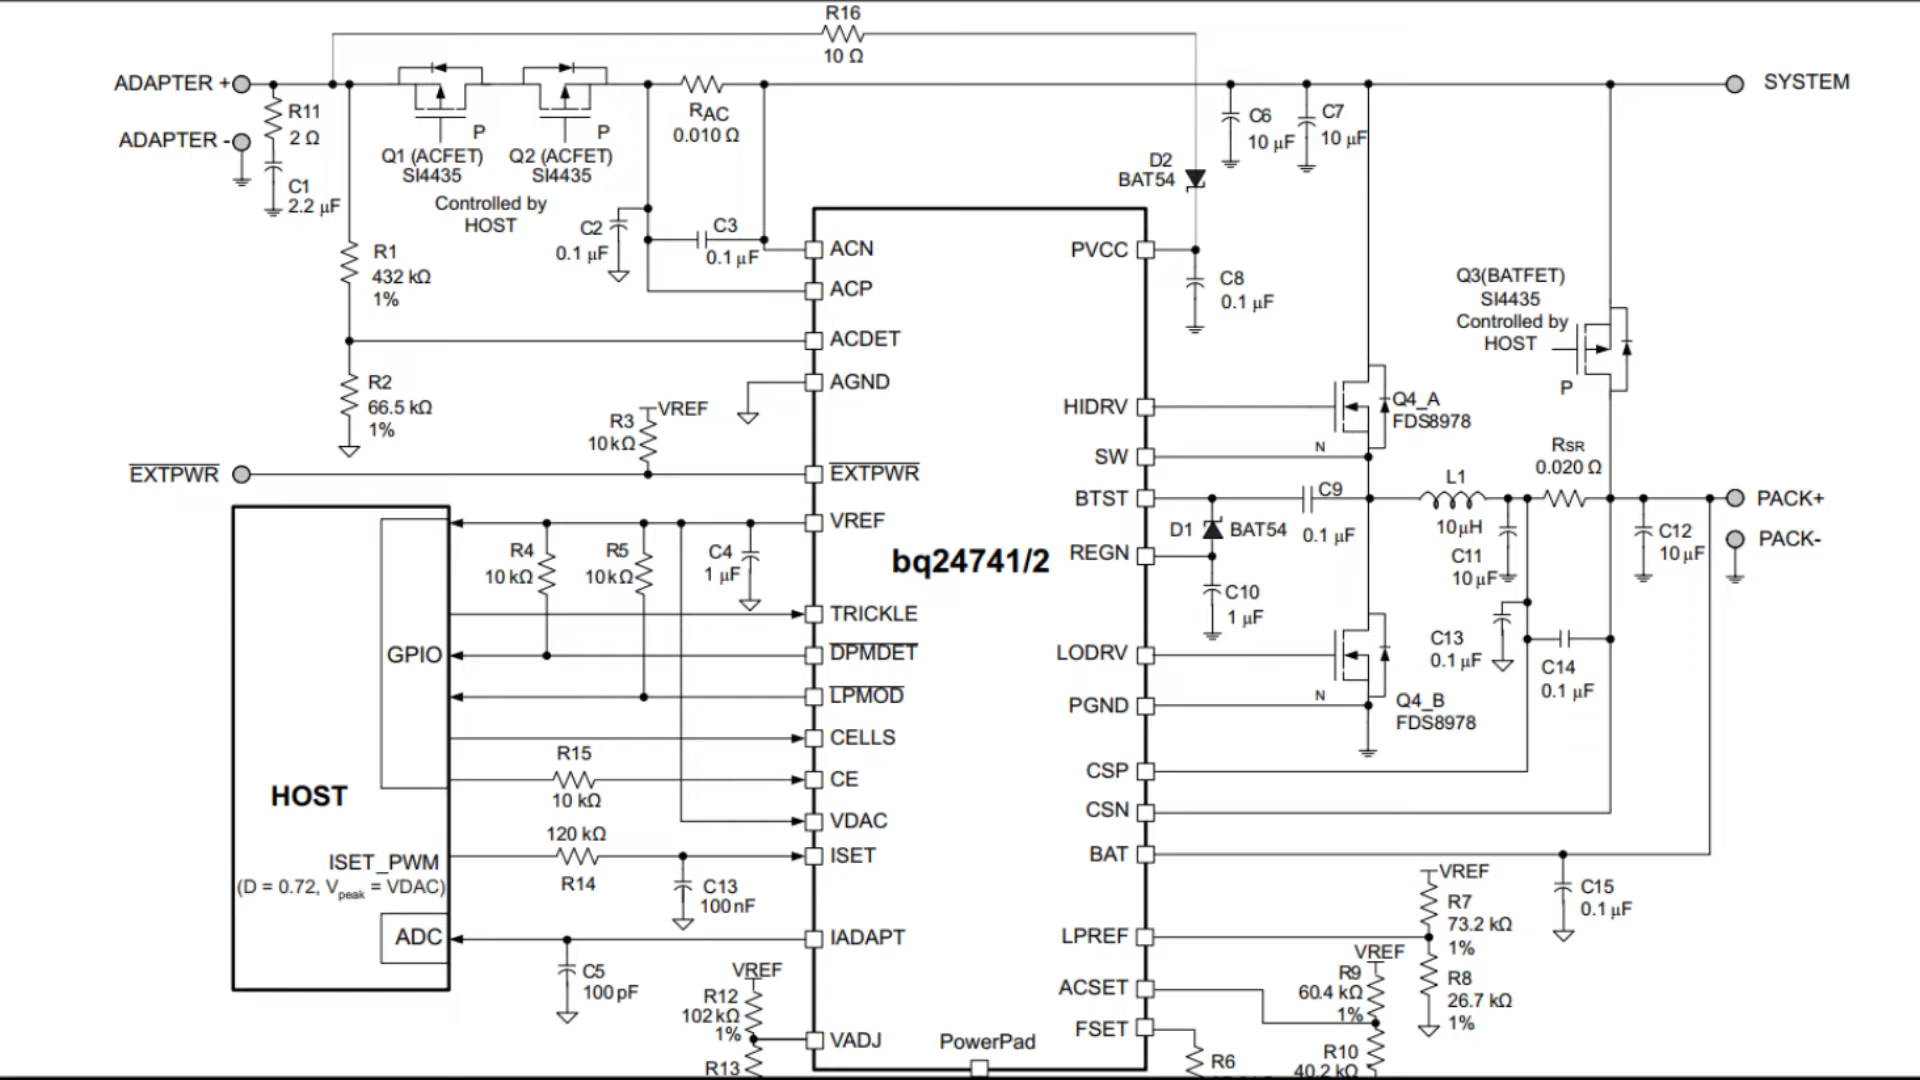 R16
10 Ω
ADAPTER +
SYSTEM
R11
2 Ω
ADAPTER -
C1
2.2 µF
P
P
Q1 (ACFET)
SI4435
Q2 (ACFET)
SI4435
Controlled by
HOST
RAC
0.010 Ω
C6
10 µF
C7
10 µF
D2
BAT54
C2
0.1 µF
C3
0.1 µF
R1
432 kΩ
1%
R2
66.5 kΩ
1%
ACN
ACP
ACDET
AGND
PVCC
C8
0.1 µF
Q3(BATFET)
SI4435
Controlled by
HOST
P
R3
10 kΩ
VREF
EXTPWR
EXTPWR
VREF
HIDRV
SW
BTST
REGN
N
Q4_A
FDS8978
RSR
0.020 Ω
L1
10 µH
C9
0.1 µF
D1
BAT54
C10
1 µF
C11
10 µF
C12
10 µF
PACK+
PACK-
R4
10 kΩ
R5
10 kΩ
C4
1 µF
bq24741/2
TRICKLE
DPMDET
LPMOD
CELLS
CE
VDAC
ISET
GPIO
HOST
R15
10 kΩ
120 kΩ
R14
ISET_PWM
(D = 0.72, Vpeak = VDAC)
C13
100 nF
ADC
IADAPT
C5
100 pF
LODRV
PGND
N
Q4_B
FDS8978
C13
0.1 µF
C14
0.1 µF
CSP
CSN
BAT
C15
0.1 µF
VREF
R7
73.2 kΩ
1%
LPREF
R8
26.7 kΩ
1%
VREF
R9
60.4 kΩ
1%
ACSET
FSET
R10
40.2 kΩ
R6
VREF
R12
102 kΩ
1%
VADJ
R13
PowerPad